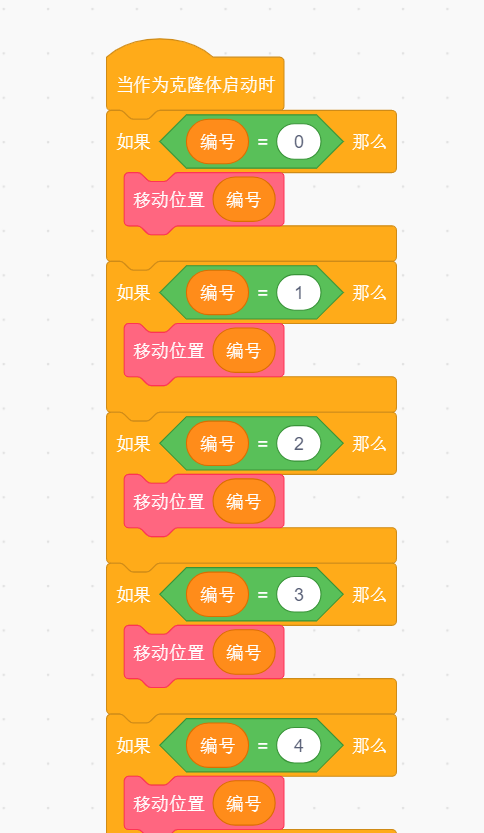 当作为克隆体启动时
如果 编号 = 0 那么
移动位置 编号
如果 编号 = 1 那么
移动位置 编号
如果 编号 = 2 那么
移动位置 编号
如果 编号 = 3 那么
移动位置 编号
如果 编号 = 4 那么
移动位置 编号